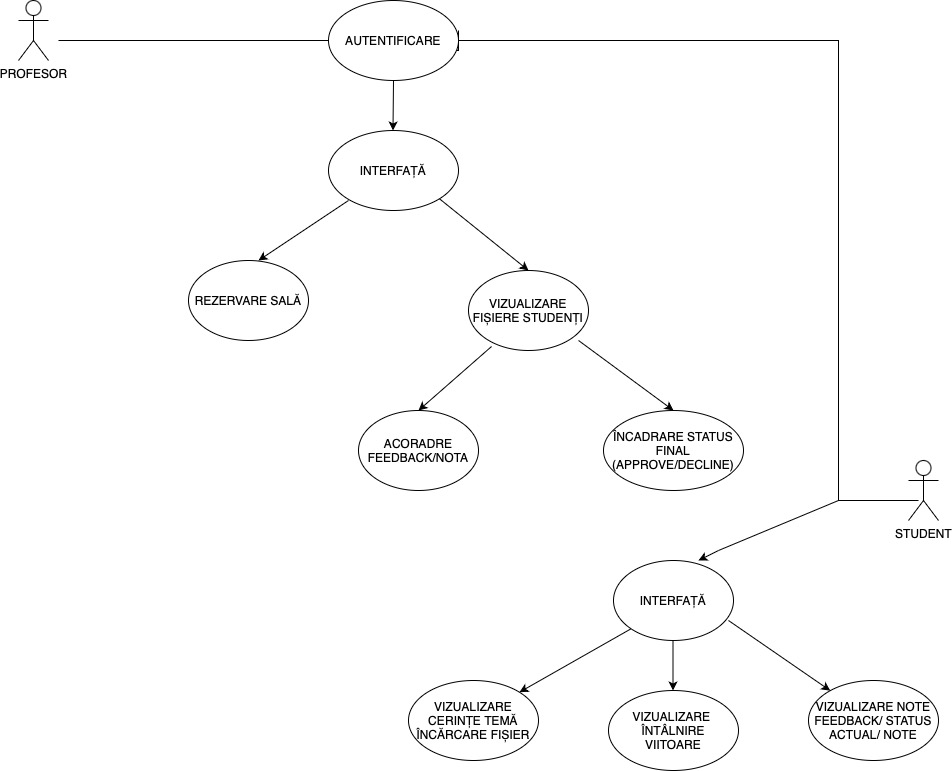 AUTENTIFICARE
PROFESOR
INTERFAȚĂ
REZERVARE SALĂ
VIZUALIZARE
FIȘIERE STUDENȚI
ACORADRE
FEEDBACK/NOTA
ÎNCADRARE STATUS
FINAL
(APPROVE/DECLINE)
STUDENT
INTERFAȚĂ
VIZUALIZARE
CERINȚE TEMĂ
ÎNCĂRCARE FIȘIER
VIZUALIZARE
ÎNTÂLNIRE
VIITOARE
VIZUALIZARE NOTE
FEEDBACK/ STATUS
ACTUAL/ NOTE